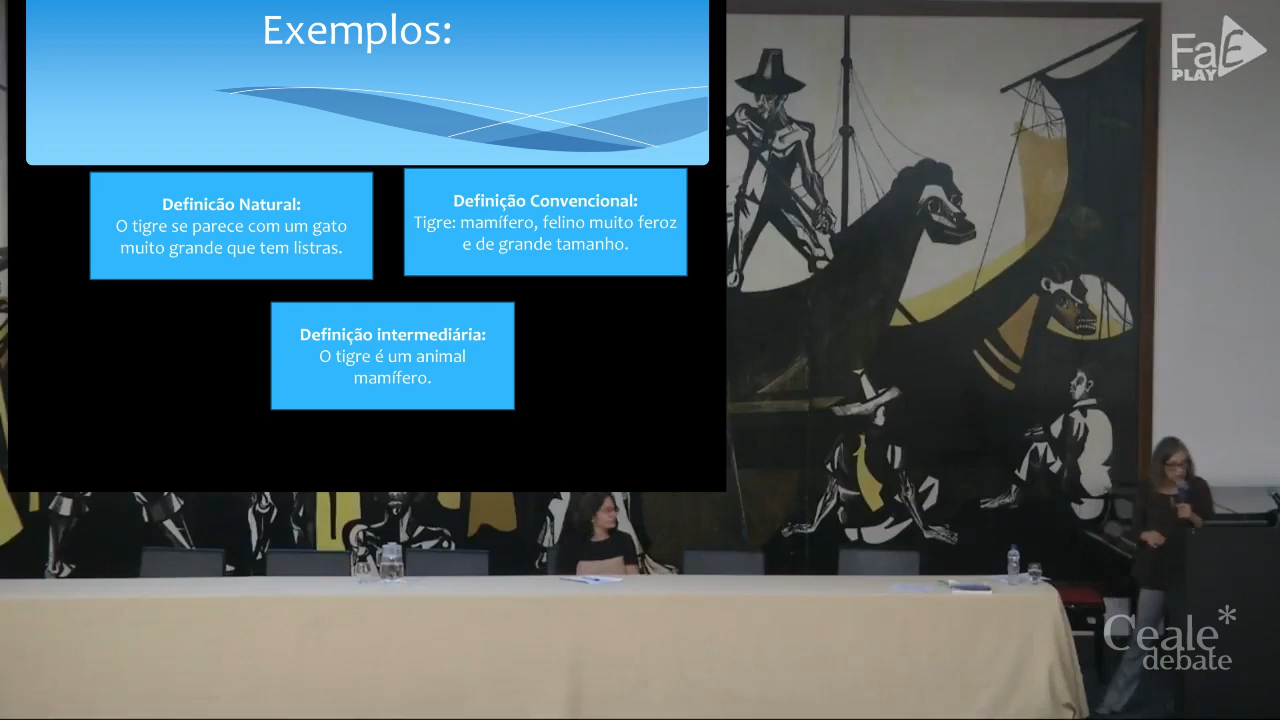 Exemplos:
Definicão Natural:
O tigre se parece com um gato
muito grande que tem listras.
Definição Convencional:
Tigre: mamífero, felino muito feroz
e de grande tamanho.
Definição intermediária:
O tigre é um animal
mamífero.
FaE
PLAY
Ceale*
debate